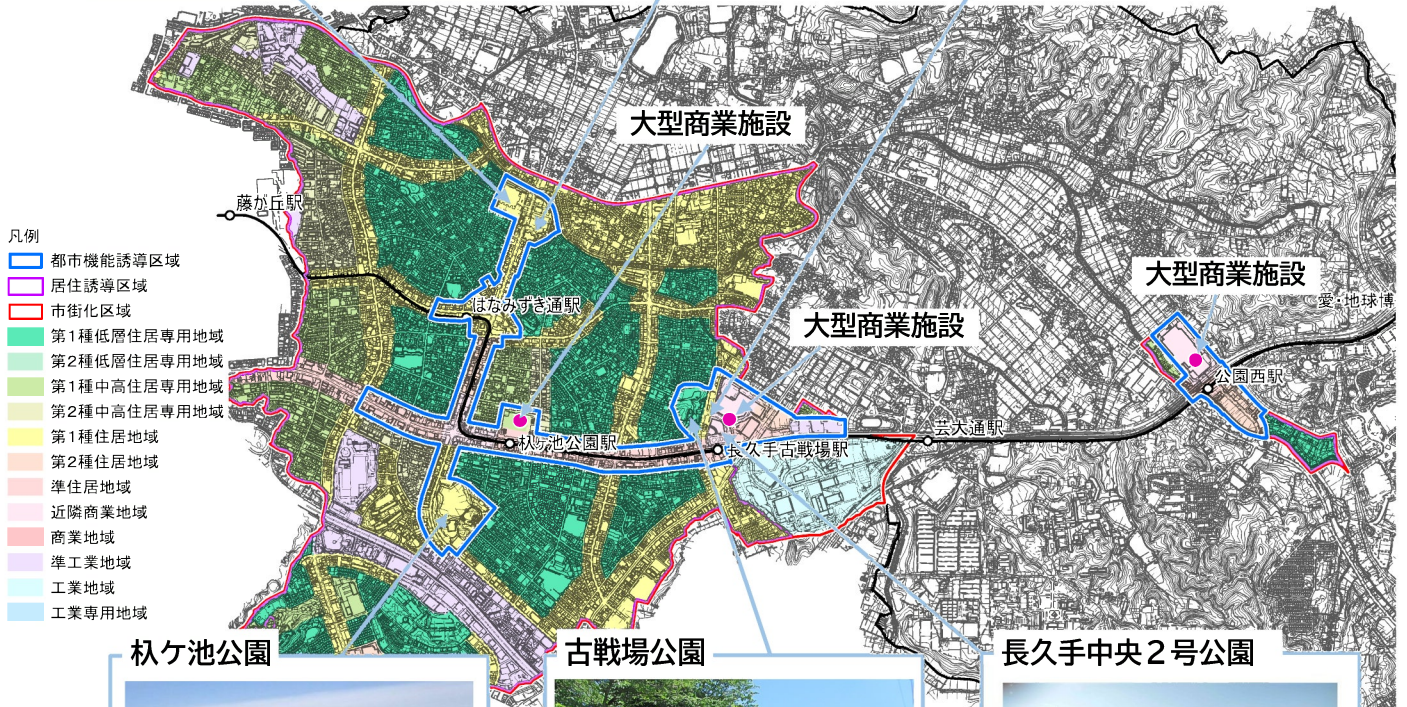 大型商業施設
藤が丘駅
凡例
都市機能誘導区域
居住誘導区域
市街化区域
第1種低層住居専用地域
第2種低層住居専用地域
第1種中高住居専用地域
第2種中高住居専用地域
第1種住居地域
第2種住居地域
準住居地域
近隣商業地域
商業地域
準工業地域
工業地域
工業専用地域
はなみずき通駅
大型商業施設
大型商業施設
愛・地球博
公園西駅
杁ヶ池公園駅
長久手古戦場駅
芸大通駅
杁ケ池公園
古戦場公園
長久手中央２号公園